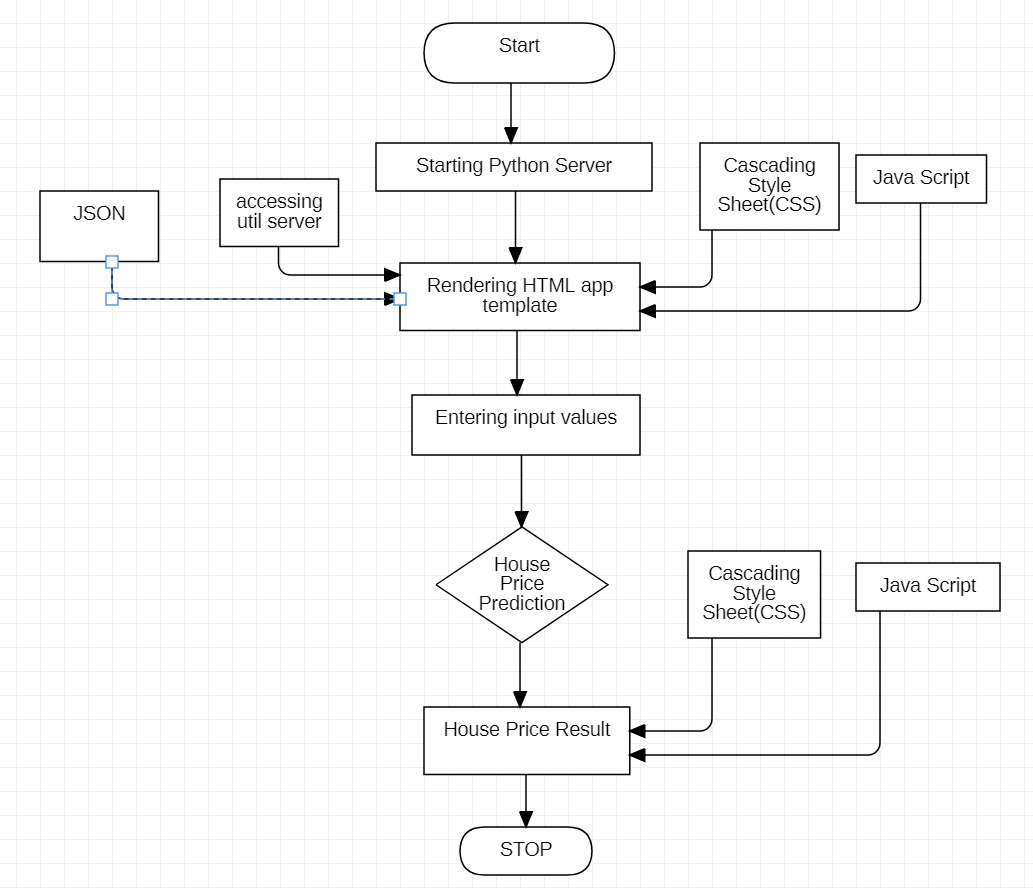 Start
Starting Python Server
Cascading
Style
Sheet(CSS)
Java Script
JSON
accessing
util server
Rendering HTML app
template
Entering input values
House
Price
Prediction
Cascading
Style
Sheet(CSS)
Java Script
House Price Result
STOP